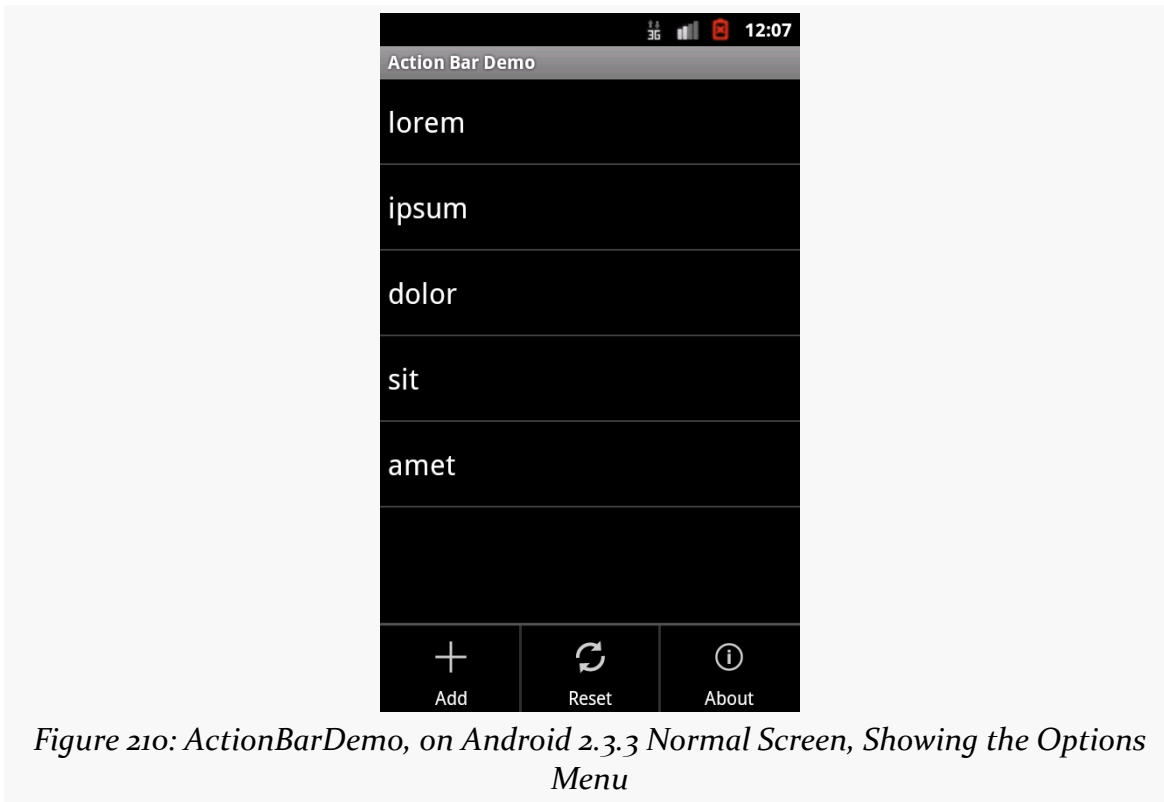 3G 12:07
Action Bar Demo
lorem
ipsum
dolor
sit
amet
Add Reset About
Figure 210: ActionBarDemo, on Android 2.3.3 Normal Screen, Showing the Options
Menu